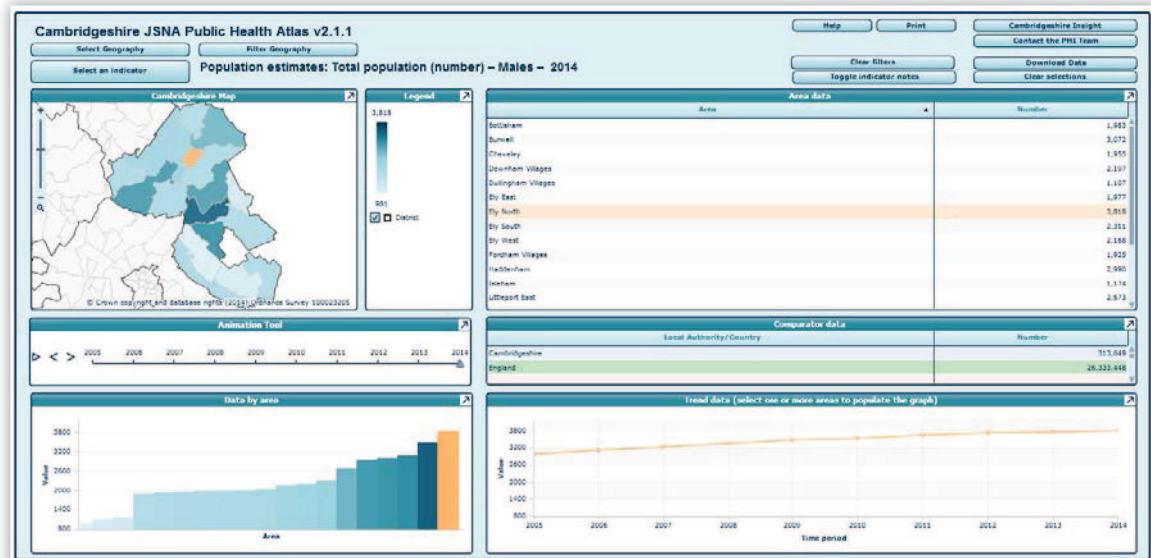 Cambridgeshire JSNA Public Health Atlas v2.1.1
Help
Print
Cambridgeshire Insight
Contact the PHI Team
Select Geography
Filter Geography
Select an indicator
Population estimates: Total population (number) – Males – 2014
Clear filters
Toggle indicator notes
Download Data
Clear selections
Cambridgeshire Map
© Crown copyright and database rights (2014) Ordnance Survey 100023205
Legend
3,818
981
District
Area data
Area Number
Bottisham 1,983
Burwell 3,072
Cheveley 1,955
Downham Villages 2,197
Dullingham Villages 1,107
Ely East 1,977
Ely North 3,818
Ely South 2,311
Ely West 2,168
Fordham Villages 1,925
Haddenham 2,990
Isleham 1,174
Littleport East 2,673
Animation Tool
2005 2006 2007 2008 2009 2010 2011 2012 2013 2014
Comparator data
Local Authority/Country Number
Cambridgeshire 313,648
England 26,333,448
Data by area
3800
3200
2600
2000
1400
800
Value
Area
Trend data (select one or more areas to populate the graph)
3800
3200
2600
2000
1400
800
Value
2005 2006 2007 2008 2009 2010 2011 2012 2013 2014
Time period